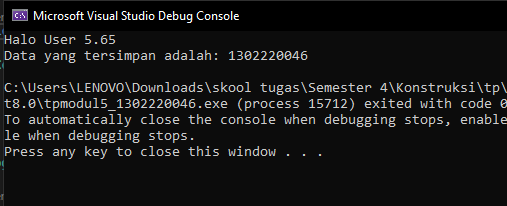 Microsoft Visual Studio Debug Console
Halo User 5.65
Data yang tersimpan adalah: 1302220046
C:\Users\LENOVO\Downloads\skool tugas\Semester 4\Konstruksi\tp\
t8.0\tpmodul5_1302220046.exe (process 15712) exited with code 0
To automatically close the console when debugging stops, enable
le when debugging stops.
Press any key to close this window . . .